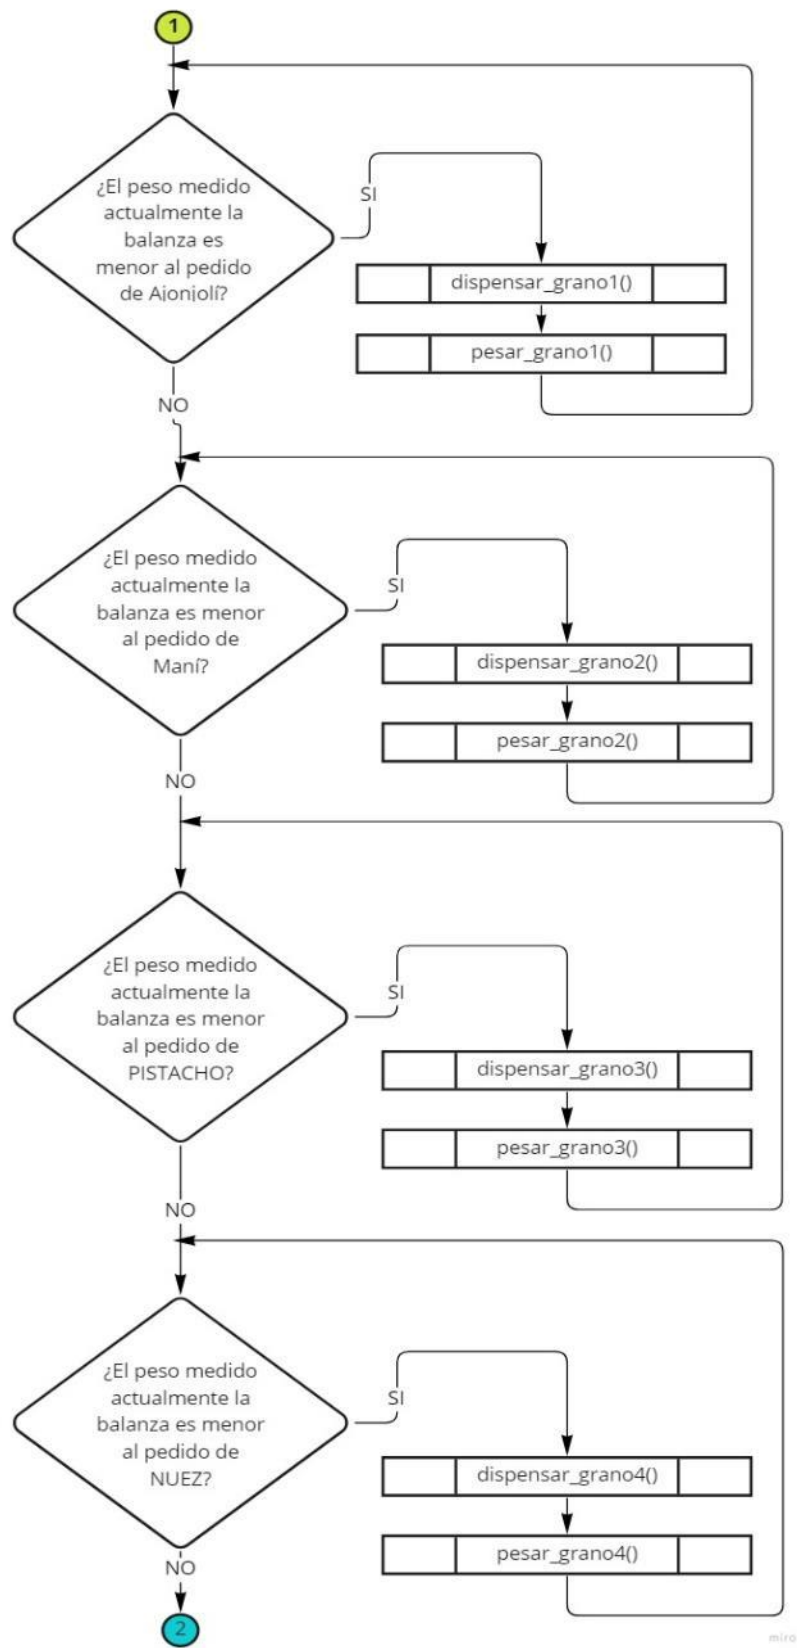 1
¿El peso medido
actualmente la
balanza es
menor al pedido
de Ajonjolí?
SI
dispensar_grano1()
pesar_grano1()
NO
¿El peso medido
actualmente la
balanza es menor
al pedido de
Maní?
SI
dispensar_grano2()
pesar_grano2()
NO
¿El peso medido
actualmente la
balanza es menor
al pedido de
PISTACHO?
SI
dispensar_grano3()
pesar_grano3()
NO
¿El peso medido
actualmente la
balanza es menor
al pedido de
NUEZ?
SI
dispensar_grano4()
pesar_grano4()
NO
2
miro